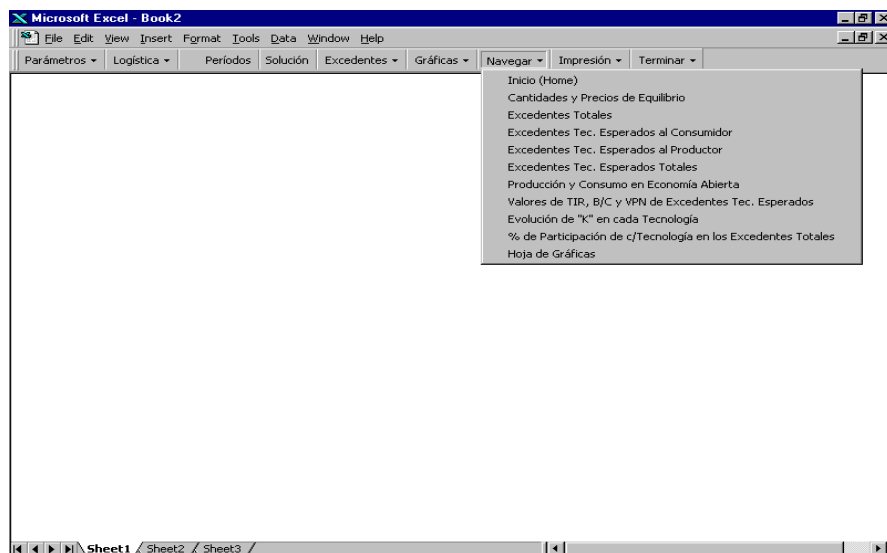 Microsoft Excel - Book2
File Edit View Insert Format Tools Data Window Help
Parámetros Logística Períodos Solución Excedentes Gráficas Navegar Impresión Terminar
Inicio (Home)
Cantidades y Precios de Equilibrio
Excedentes Totales
Excedentes Tec. Esperados al Consumidor
Excedentes Tec. Esperados al Productor
Excedentes Tec. Esperados Totales
Producción y Consumo en Economía Abierta
Valores de TIR, B/C y VPN de Excedentes Tec. Esperados
Evolución de "K" en cada Tecnología
% de Participación de c/Tecnología en los Excedentes Totales
Hoja de Gráficas
Sheet1 Sheet2 Sheet3